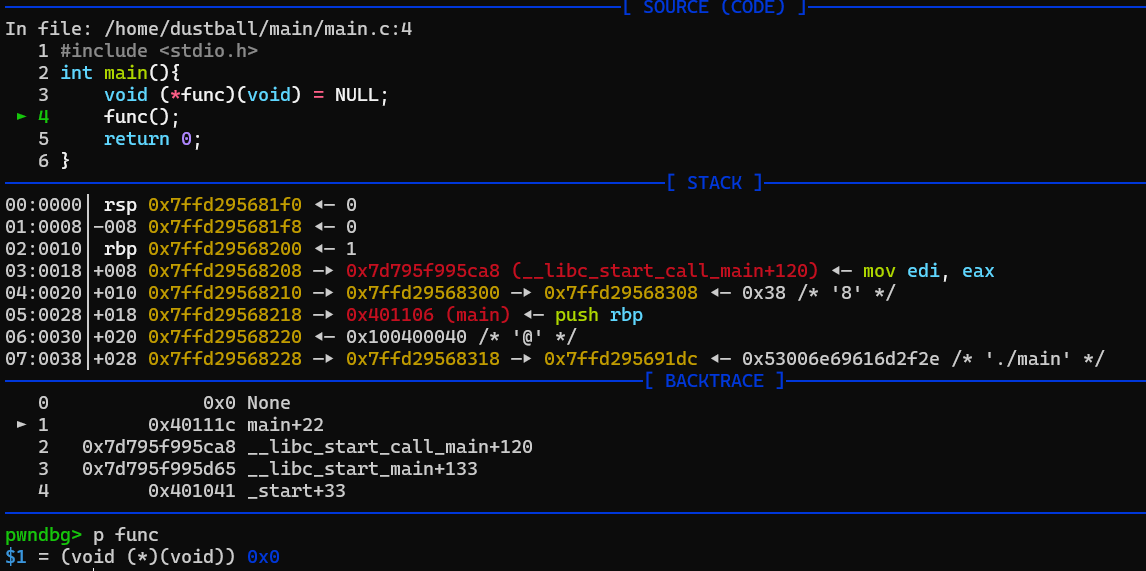 [ SOURCE (CODE) ]
In file: /home/dustball/main/main.c:4
   1 #include <stdio.h>
   2 int main(){
   3     void (*func)(void) = NULL;
 ► 4     func();
   5     return 0;
   6 }
[ STACK ]
00:0000│ rsp 0x7ffd295681f0 ◂— 0
01:0008│-008 0x7ffd295681f8 ◂— 0
02:0010│ rbp 0x7ffd29568200 ◂— 1
03:0018│+008 0x7ffd29568208 —▸ 0x7d795f995ca8 (__libc_start_call_main+120) ◂— mov edi, eax
04:0020│+010 0x7ffd29568210 —▸ 0x7ffd29568300 —▸ 0x7ffd29568308 ◂— 0x38 /* '8' */
05:0028│+018 0x7ffd29568218 —▸ 0x401106 (main) ◂— push rbp
06:0030│+020 0x7ffd29568220 ◂— 0x100400040 /* '@' */
07:0038│+028 0x7ffd29568228 —▸ 0x7ffd29568318 —▸ 0x7ffd295691dc ◂— 0x53006e69616d2f2e /* './main' */
[ BACKTRACE ]
   0              0x0 None
 ► 1         0x40111c main+22
   2   0x7d795f995ca8 __libc_start_call_main+120
   3   0x7d795f995d65 __libc_start_main+133
   4         0x401041 _start+33
pwndbg> p func
$1 = (void (*)(void)) 0x0